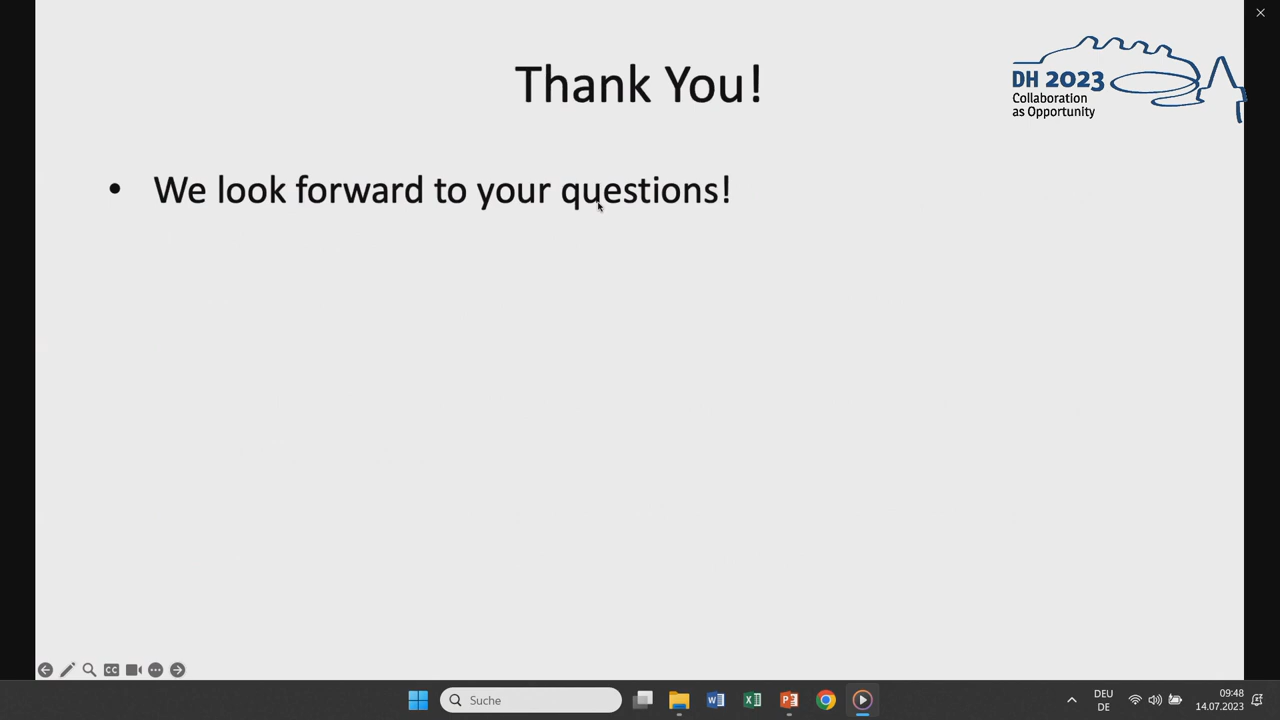 Thank You!
DH 2023
Collaboration
as Opportunity
• We look forward to your questions!
CC
Suche
DEU
DE
09:48
14.07.2023